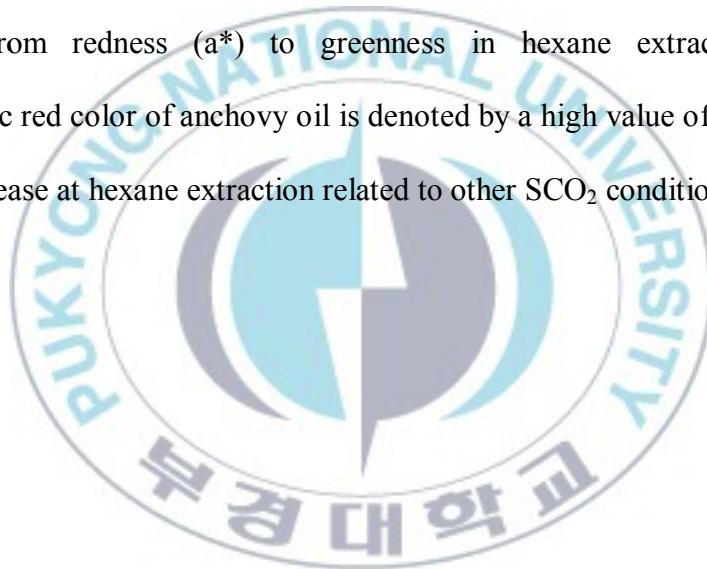 rom redness (a*) to greenness in hexane extrac
c red color of anchovy oil is denoted by a high value of
ease at hexane extraction related to other SCO₂ conditio
PUKYONG NATIONAL UNIVERSITY
부경대학교